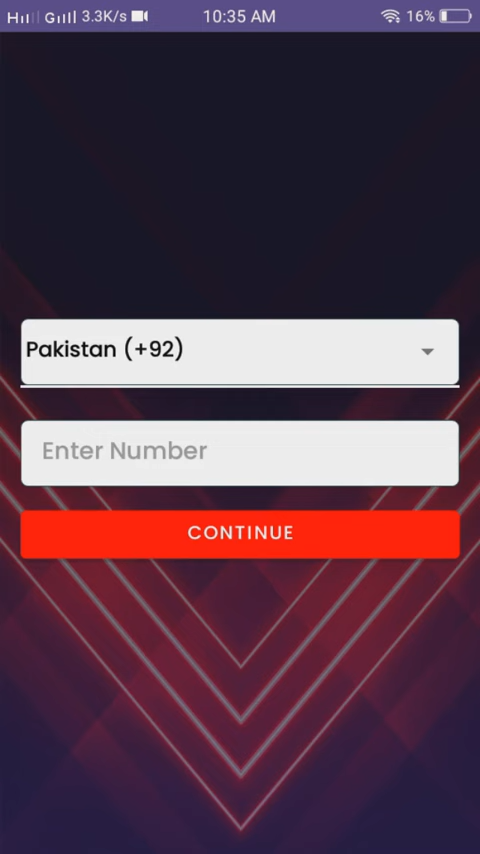 H G 3.3K/s 10:35 AM 16%
Pakistan (+92)
Enter Number
CONTINUE